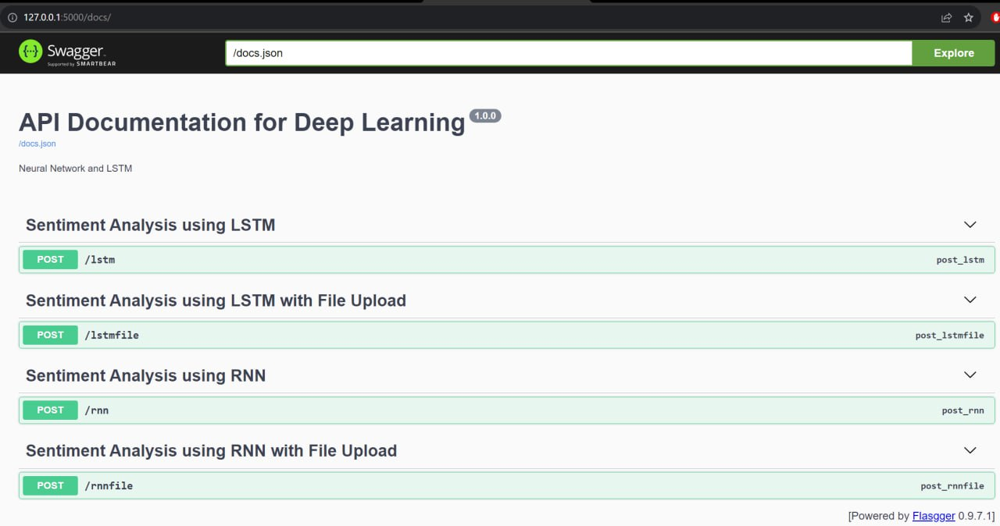 127.0.0.1:5000/docs/
Swagger
Supported by SMARTBEAR
/docs.json
Explore
API Documentation for Deep Learning 1.0.0
/docs.json
Neural Network and LSTM
Sentiment Analysis using LSTM
POST /lstm post_lstm
Sentiment Analysis using LSTM with File Upload
POST /lstmfile post_lstmfile
Sentiment Analysis using RNN
POST /rnn post_rnn
Sentiment Analysis using RNN with File Upload
POST /rnnfile post_rnnfile
[Powered by Flasgger 0.9.7.1]